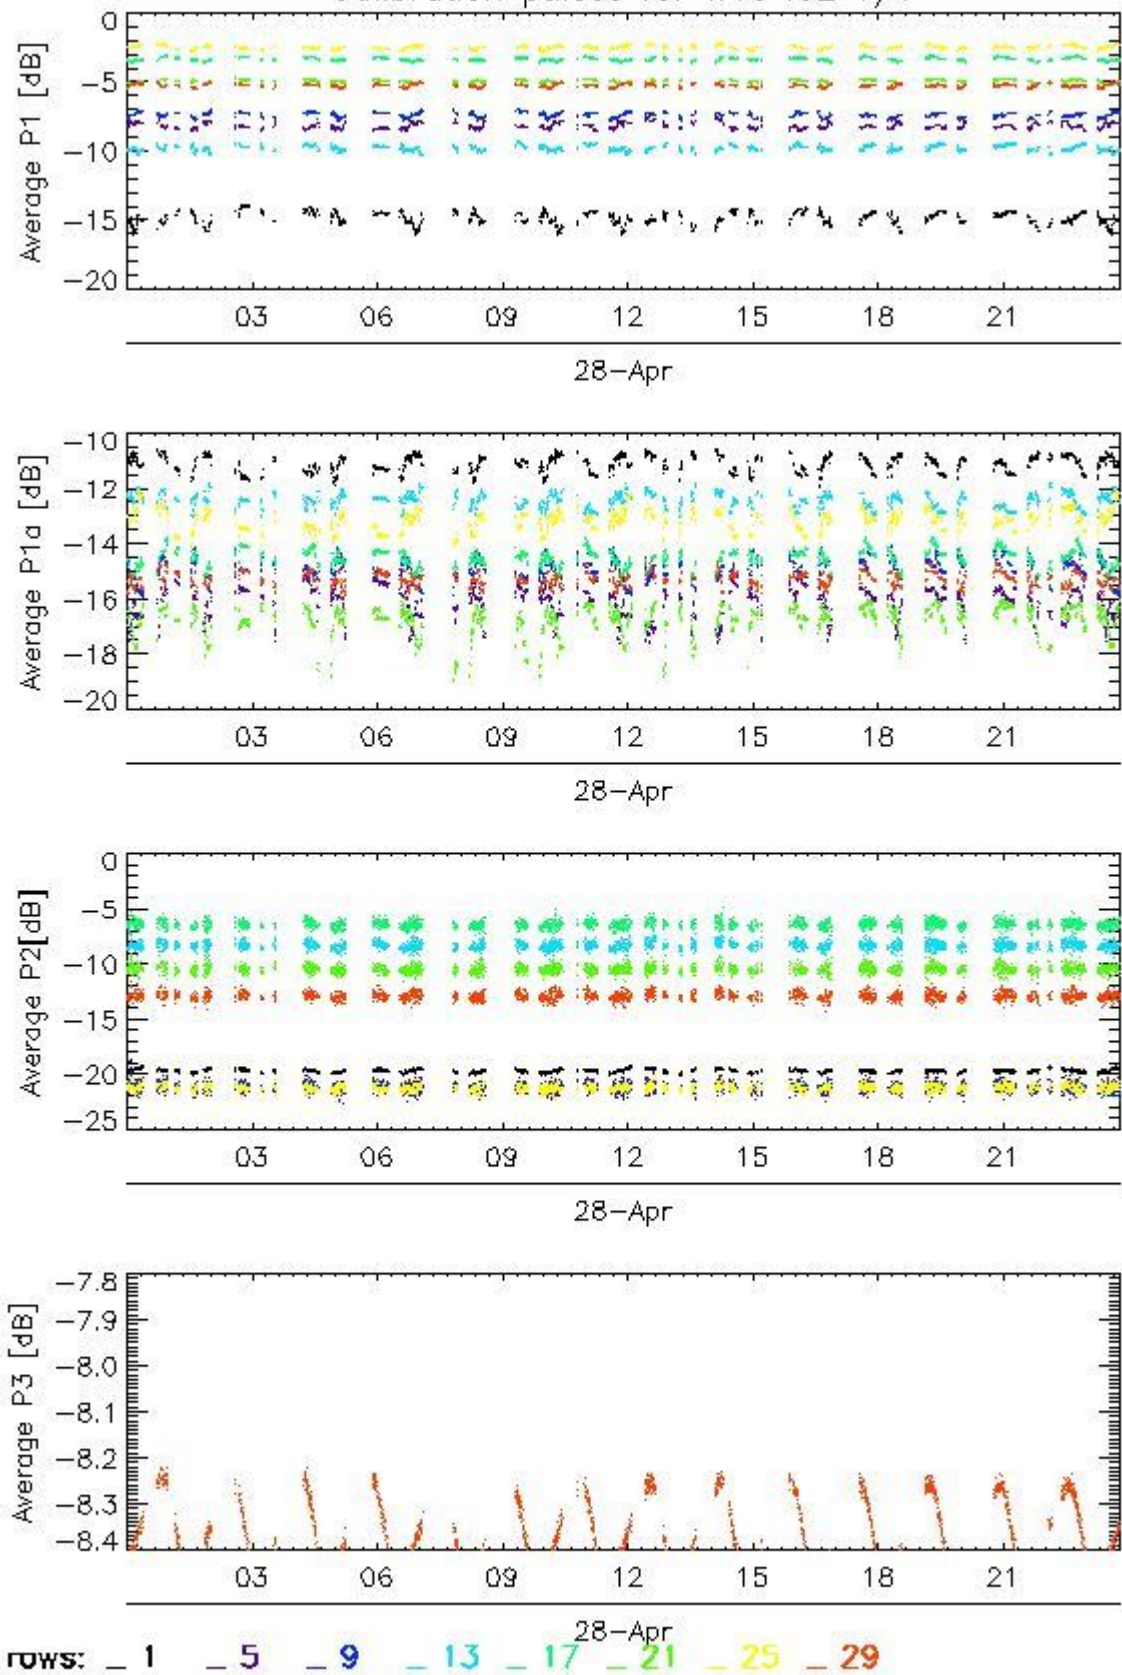 0
−5
−10
−15
−20
Average P1 [dB]
03 06 09 12 15 18 21
28−Apr
−10
−12
−14
−16
−18
−20
Average P1a [dB]
03 06 09 12 15 18 21
28−Apr
0
−5
−10
−15
−20
−25
Average P2[dB]
03 06 09 12 15 18 21
28−Apr
−7.8
−7.9
−8.0
−8.1
−8.2
−8.3
−8.4
Average P3 [dB]
03 06 09 12 15 18 21
28−Apr
rows: _ 1 _ 5 _ 9 _ 13 _ 17 _ 21 _ 25 _ 29